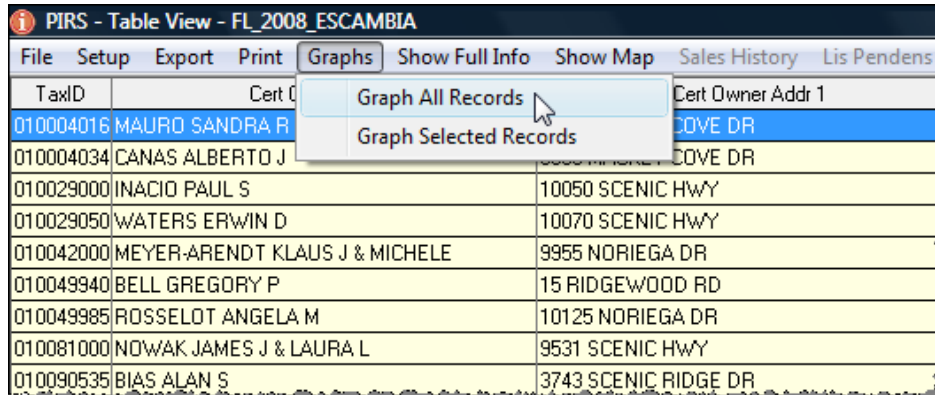 PIRS - Table View - FL_2008_ESCAMBIA
File Setup Export Print Graphs Show Full Info Show Map Sales History Lis Pendens
TaxID Cert Cert Owner Addr 1
Graph All Records
Graph Selected Records
010004016 MAURO SANDRA R COVE DR
010004034 CANAS ALBERTO J COVE DR
010029000 INACIO PAUL S 10050 SCENIC HWY
010029050 WATERS ERWIN D 10070 SCENIC HWY
010042000 MEYER-ARENDT KLAUS J & MICHELE 9955 NORIEGA DR
010049940 BELL GREGORY P 15 RIDGEWOOD RD
010049985 ROSSELOT ANGELA M 10125 NORIEGA DR
010081000 NOWAK JAMES J & LAURA L 9531 SCENIC HWY
010090535 BIAS ALAN S 3743 SCENIC RIDGE DR